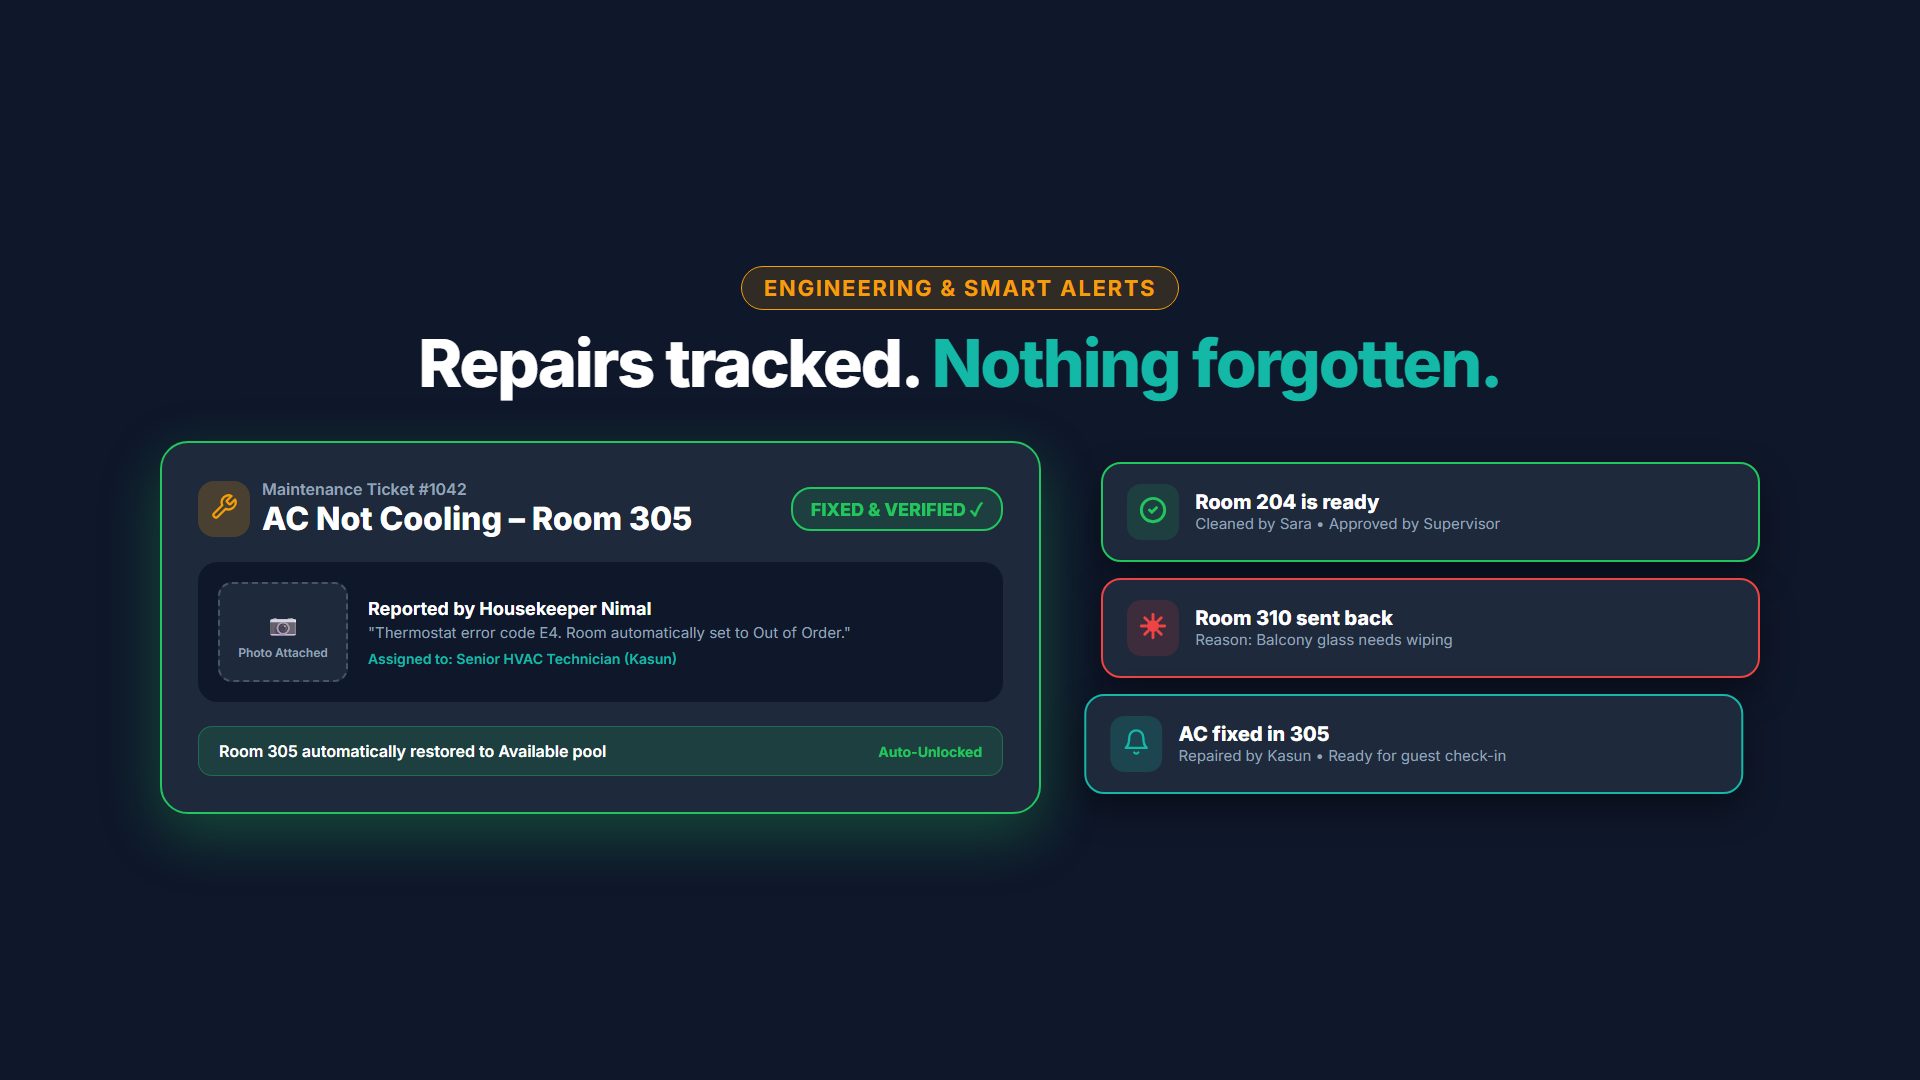 ENGINEERING & SMART ALERTS
Repairs tracked. Nothing forgotten.
Maintenance Ticket #1042
AC Not Cooling – Room 305
FIXED & VERIFIED ✓
Photo Attached
Reported by Housekeeper Nimal
"Thermostat error code E4. Room automatically set to Out of Order."
Assigned to: Senior HVAC Technician (Kasun)
Room 305 automatically restored to Available pool
Auto-Unlocked
Room 204 is ready
Cleaned by Sara • Approved by Supervisor
Room 310 sent back
Reason: Balcony glass needs wiping
AC fixed in 305
Repaired by Kasun • Ready for guest check-in